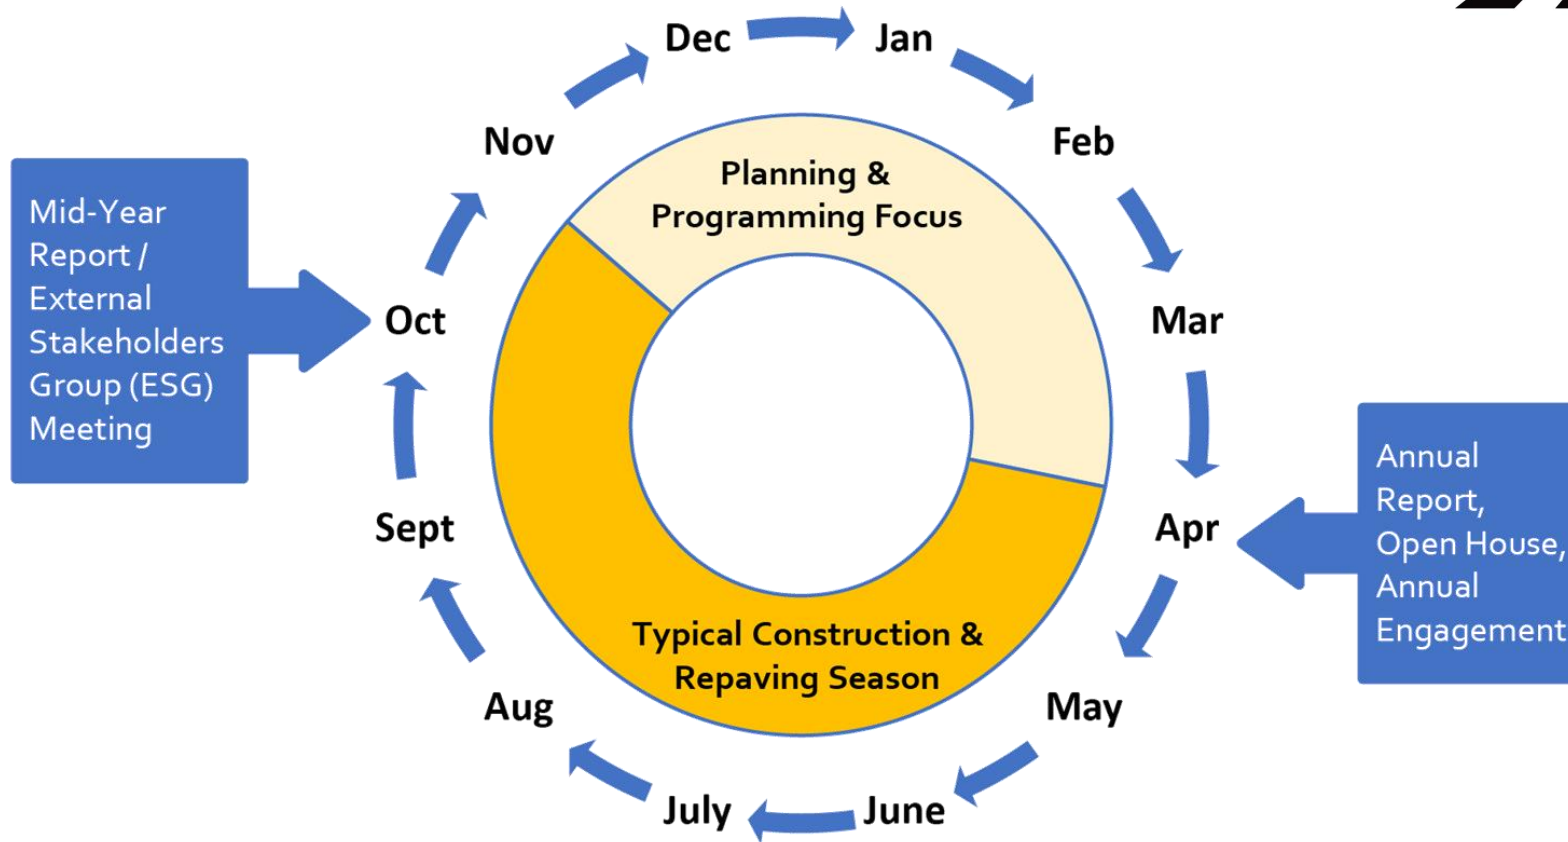 Dec
Jan
Nov
Feb
Planning &
Programming Focus
Mid-Year
Report /
External
Stakeholders
Group (ESG)
Meeting
Oct
Mar
Annual
Report,
Open House,
Annual
Engagement
Sept
Apr
Typical Construction &
Repaving Season
Aug
May
July
June